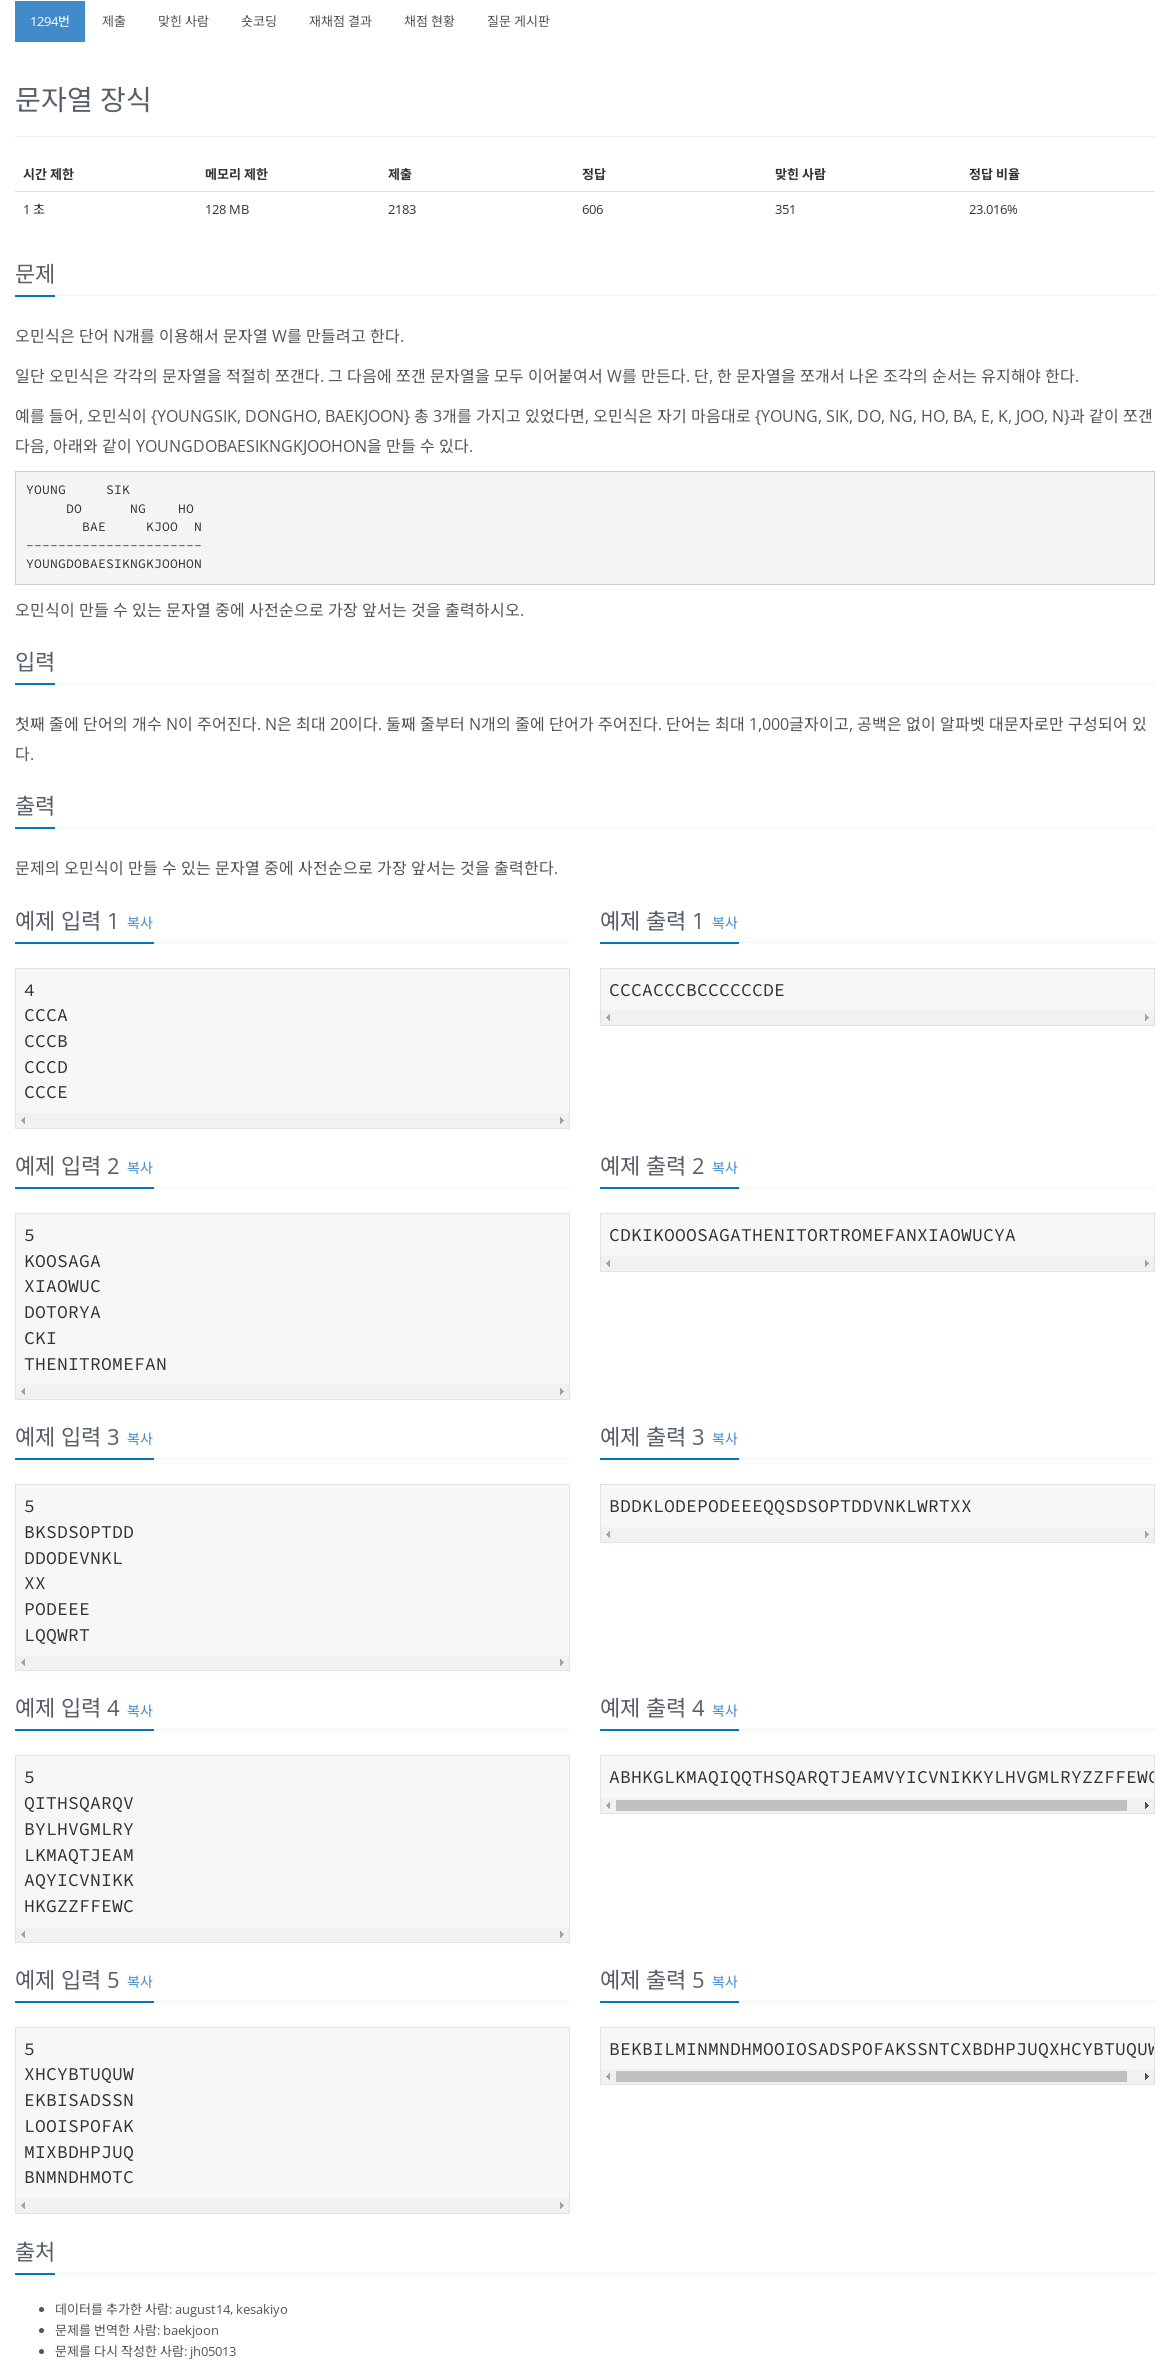 1294번 제출 맞힌 사람 숏코딩 재채점 결과 채점 현황 질문 게시판
문자열 장식
시간 제한 메모리 제한 제출 정답 맞힌 사람 정답 비율
1 초 128 MB 2183 606 351 23.016%
문제
오민식은 단어 N개를 이용해서 문자열 W를 만들려고 한다.
일단 오민식은 각각의 문자열을 적절히 쪼갠다. 그 다음에 쪼갠 문자열을 모두 이어붙여서 W를 만든다. 단, 한 문자열을 쪼개서 나온 조각의 순서는 유지해야 한다.
예를 들어, 오민식이 {YOUNGSIK, DONGHO, BAEKJOON} 총 3개를 가지고 있었다면, 오민식은 자기 마음대로 {YOUNG, SIK, DO, NG, HO, BA, E, K, JOO, N}과 같이 쪼갠
다음, 아래와 같이 YOUNGDOBAESIKNGKJOOHON을 만들 수 있다.
YOUNG     SIK
     DO      NG    HO
       BAE     KJOO  N
----------------------
YOUNGDOBAESIKNGKJOOHON
오민식이 만들 수 있는 문자열 중에 사전순으로 가장 앞서는 것을 출력하시오.
입력
첫째 줄에 단어의 개수 N이 주어진다. N은 최대 20이다. 둘째 줄부터 N개의 줄에 단어가 주어진다. 단어는 최대 1,000글자이고, 공백은 없이 알파벳 대문자로만 구성되어 있
다.
출력
문제의 오민식이 만들 수 있는 문자열 중에 사전순으로 가장 앞서는 것을 출력한다.
예제 입력 1 복사
4
CCCA
CCCB
CCCD
CCCE
예제 출력 1 복사
CCCACCCBCCCCCCDE
예제 입력 2 복사
5
KOOSAGA
XIAOWUC
DOTORYA
CKI
THENITROMEFAN
예제 출력 2 복사
CDKIKOOOSAGATHENITORTROMEFANXIAOWUCYA
예제 입력 3 복사
5
BKSDSOPTDD
DDODEVNKL
XX
PODEEE
LQQWRT
예제 출력 3 복사
BDDKLODEPODEEEQQSDSOPTDDVNKLWRTXX
예제 입력 4 복사
5
QITHSQARQV
BYLHVGMLRY
LKMAQTJEAM
AQYICVNIKK
HKGZZFFEWC
예제 출력 4 복사
ABHKGLKMAQIQQTHSQARQTJEAMVYICVNIKKYLHVGMLRYZZFFEWC
예제 입력 5 복사
5
XHCYBTUQUW
EKBISADSSN
LOOISPOFAK
MIXBDHPJUQ
BNMNDHMOTC
예제 출력 5 복사
BEKBILMINMNDHMOOIOSADSPOFAKSSNTCXBDHPJUQXHCYBTUQUW
출처
데이터를 추가한 사람: august14, kesakiyo
문제를 번역한 사람: baekjoon
문제를 다시 작성한 사람: jh05013